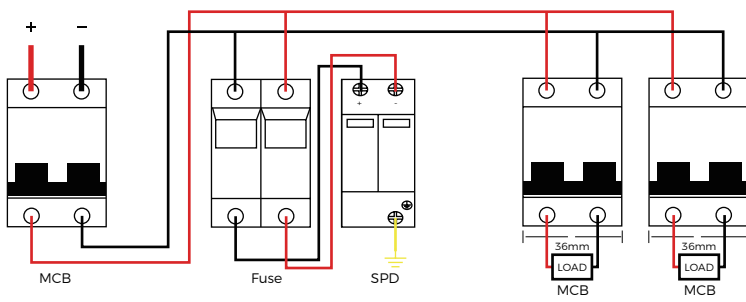 + −
+ -
36mm 36mm
LOAD LOAD
MCB Fuse SPD MCB MCB